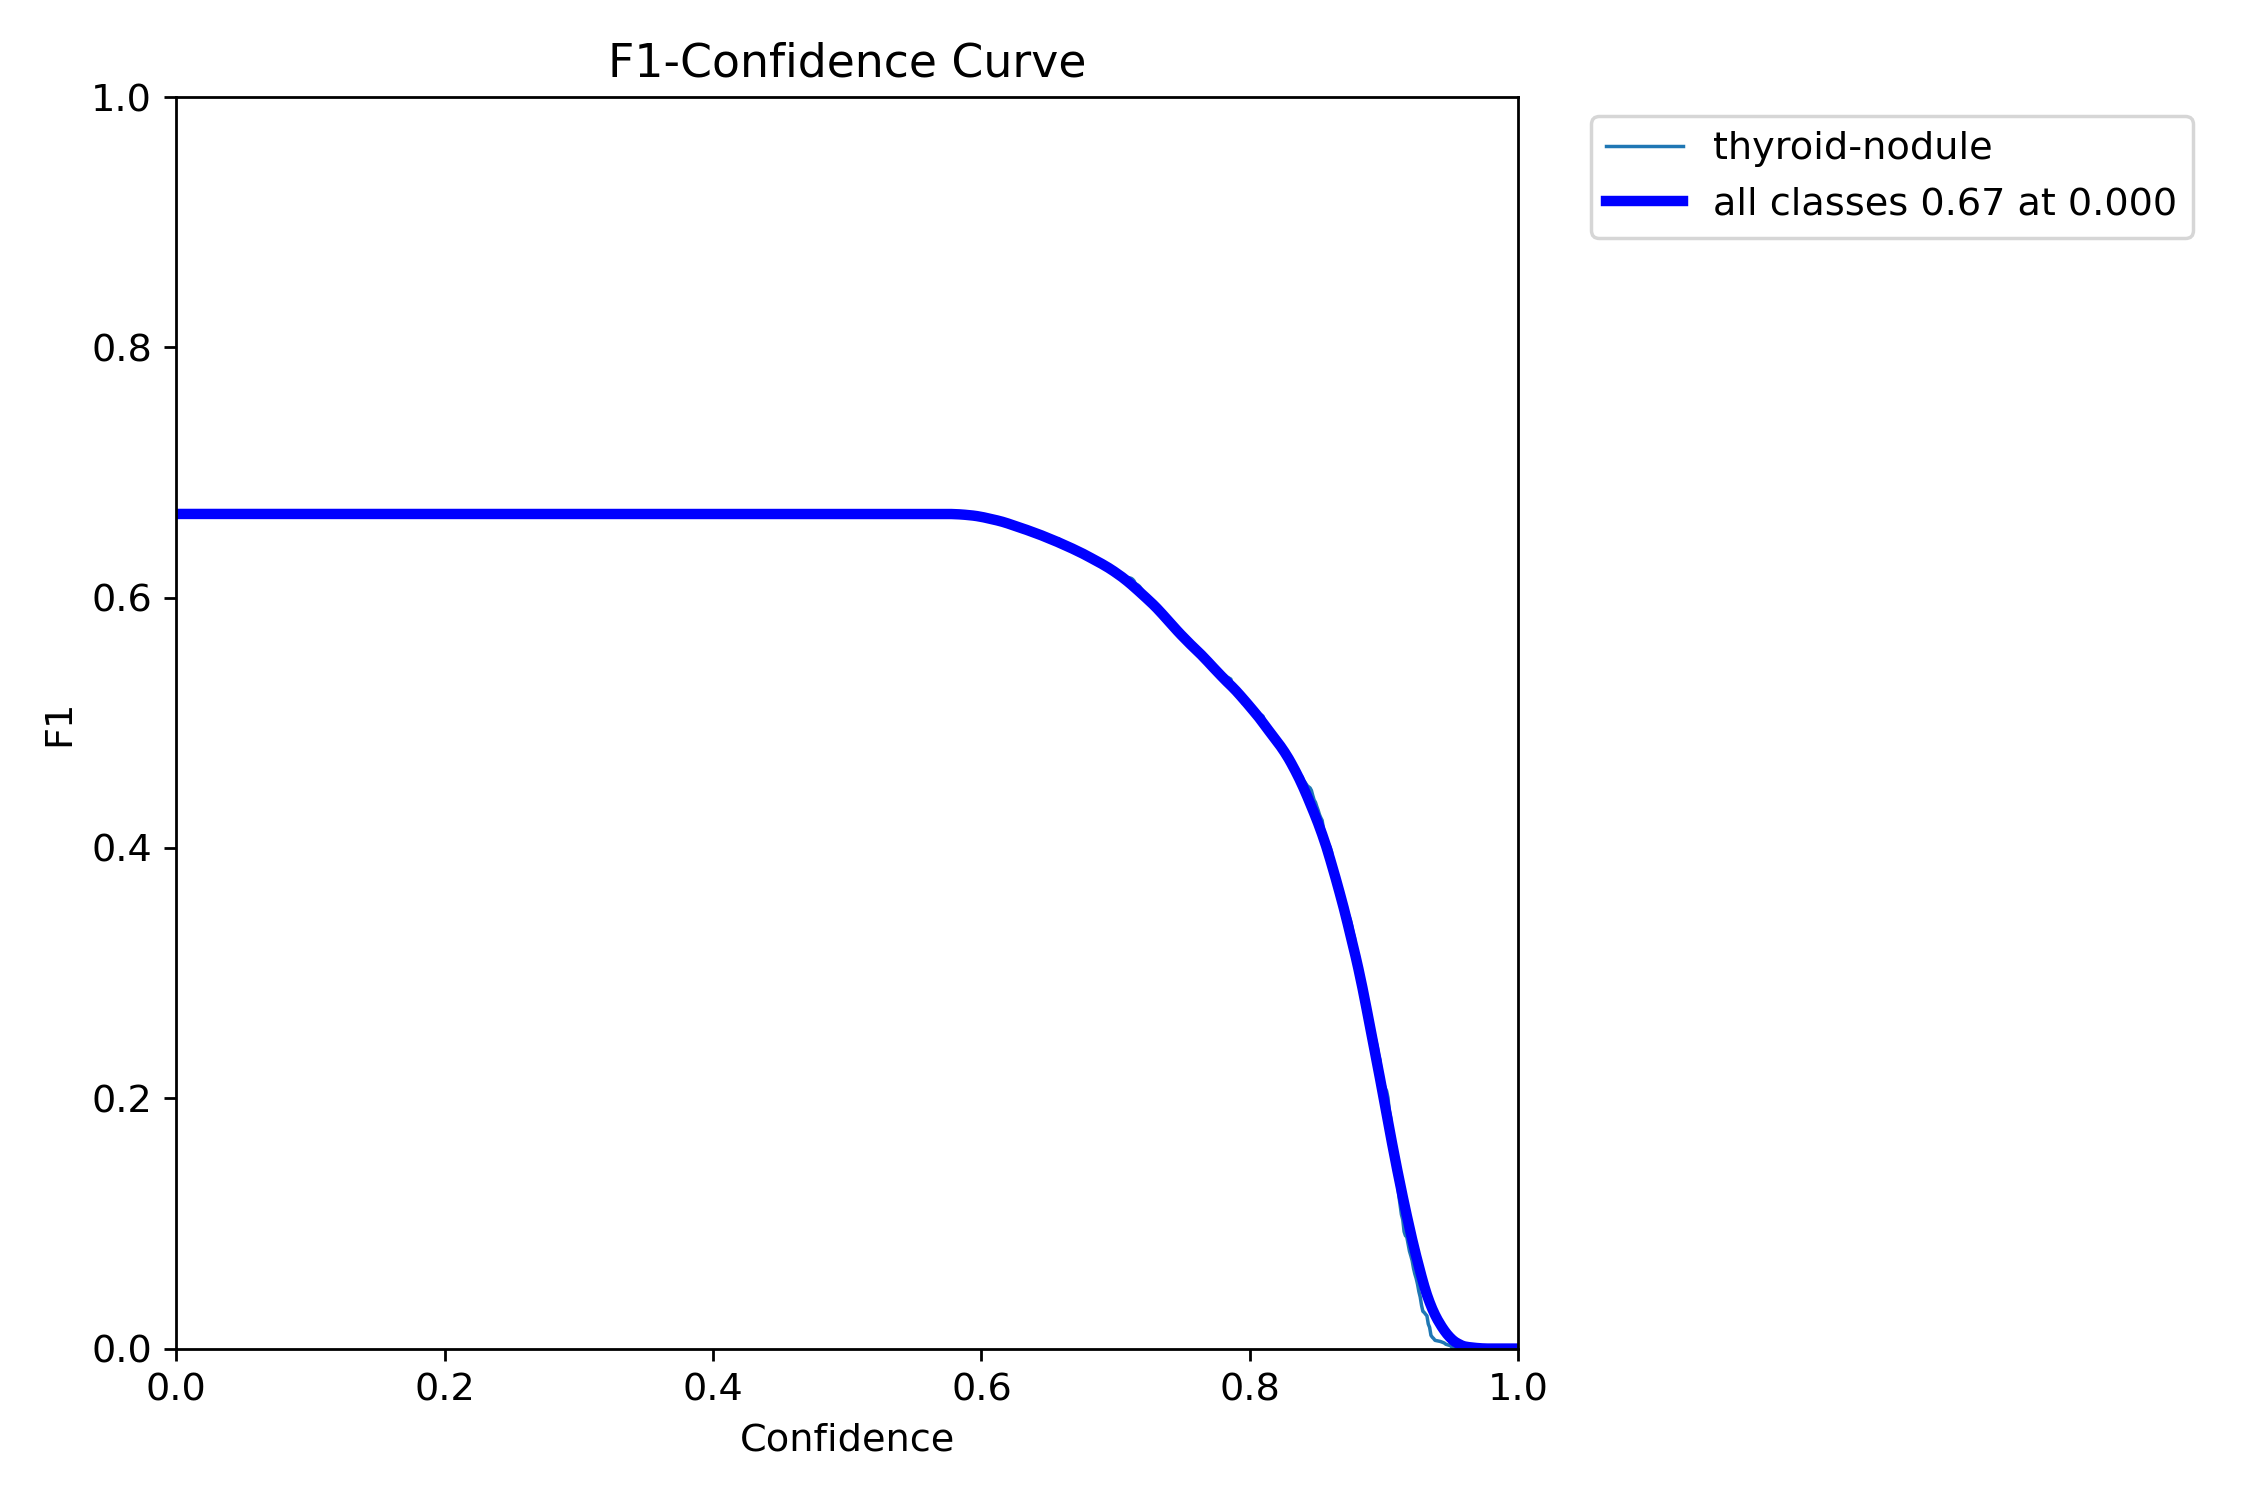 F1-Confidence Curve
1.0
0.8
0.6
0.4
0.2
0.0
F1
0.0 0.2 0.4 0.6 0.8 1.0
Confidence
thyroid-nodule
all classes 0.67 at 0.000